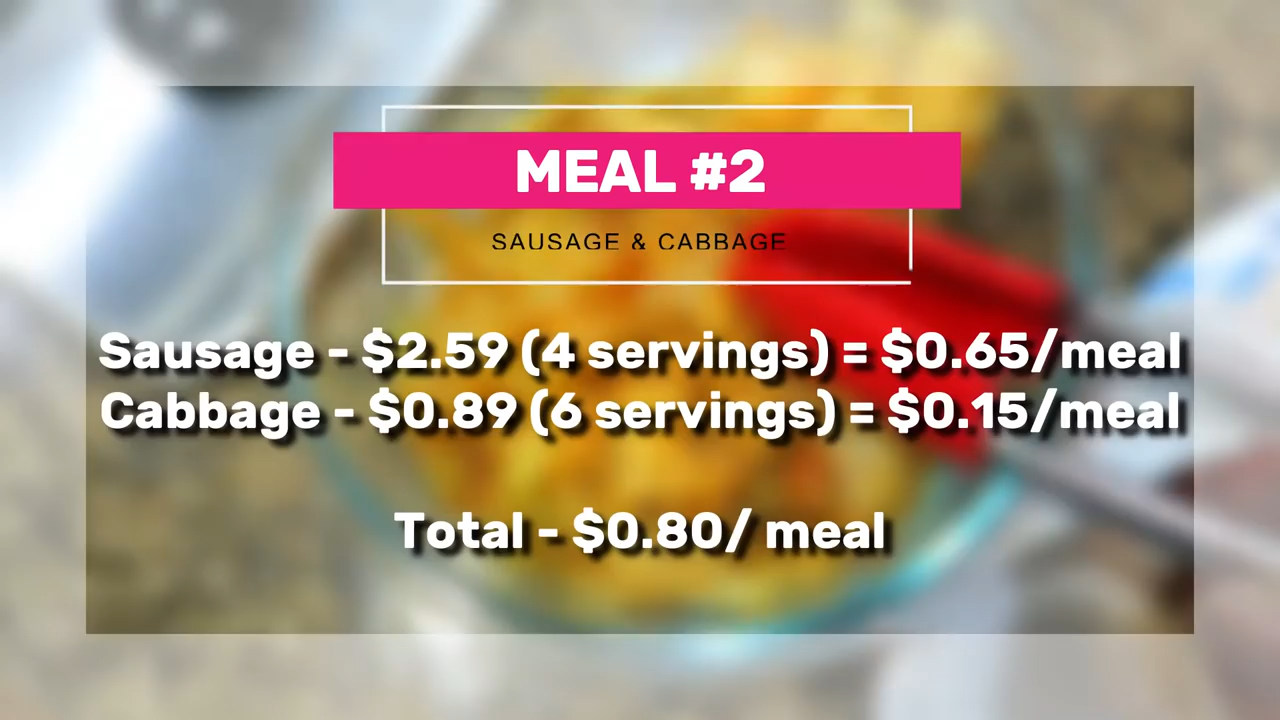 MEAL #2
SAUSAGE & CABBAGE
Sausage - $2.59 (4 servings) = $0.65/meal
Cabbage - $0.89 (6 servings) = $0.15/meal
Total - $0.80/ meal